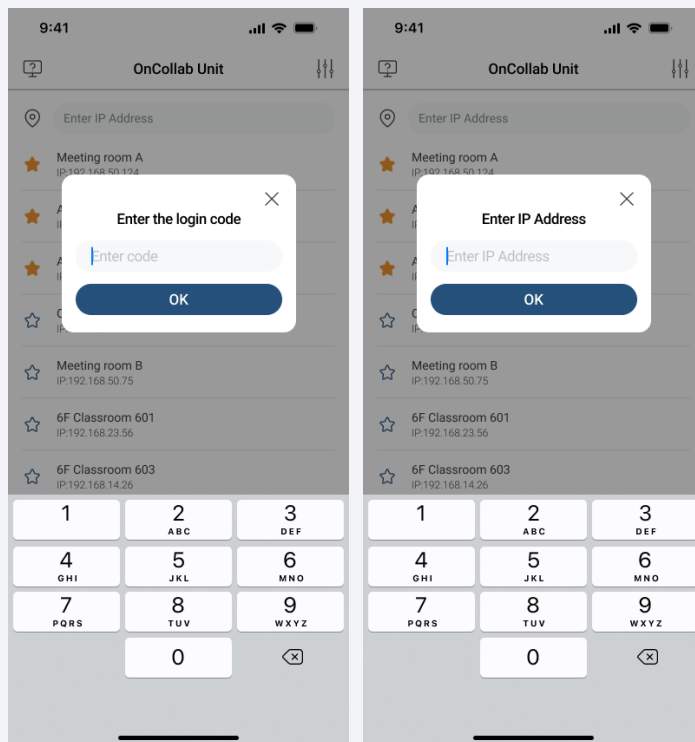 9:41
OnCollab Unit
Enter IP Address
Meeting room A
IP:192.168.50.124
Enter the login code
Enter code
OK
Meeting room B
IP:192.168.50.75
6F Classroom 601
IP:192.168.23.56
6F Classroom 603
IP:192.168.14.26
1
2
ABC
3
DEF
4
GHI
5
JKL
6
MNO
7
PQRS
8
TUV
9
WXYZ
0
9:41
OnCollab Unit
Enter IP Address
Meeting room A
IP:192.168.50.124
Enter IP Address
Enter IP Address
OK
Meeting room B
IP:192.168.50.75
6F Classroom 601
IP:192.168.23.56
6F Classroom 603
IP:192.168.14.26
1
2
ABC
3
DEF
4
GHI
5
JKL
6
MNO
7
PQRS
8
TUV
9
WXYZ
0